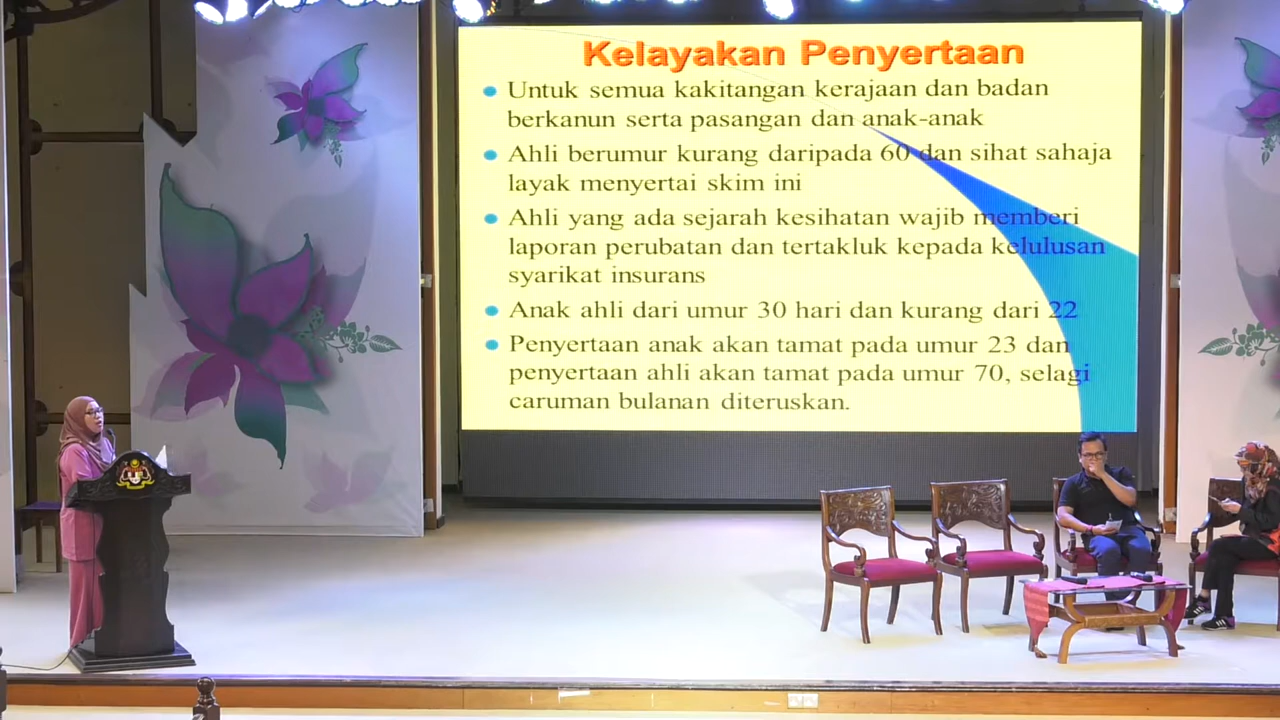 Kelayakan Penyertaan
Untuk semua kakitangan kerajaan dan badan
berkanun serta pasangan dan anak-anak
Ahli berumur kurang daripada 60 dan sihat sahaja
layak menyertai skim ini
Ahli yang ada sejarah kesihatan wajib memberi
laporan perubatan dan tertakluk kepada kelulusan
syarikat insurans
Anak ahli dari umur 30 hari dan kurang dari 22
Penyertaan anak akan tamat pada umur 23 dan
penyertaan ahli akan tamat pada umur 70, selagi
caruman bulanan diteruskan.